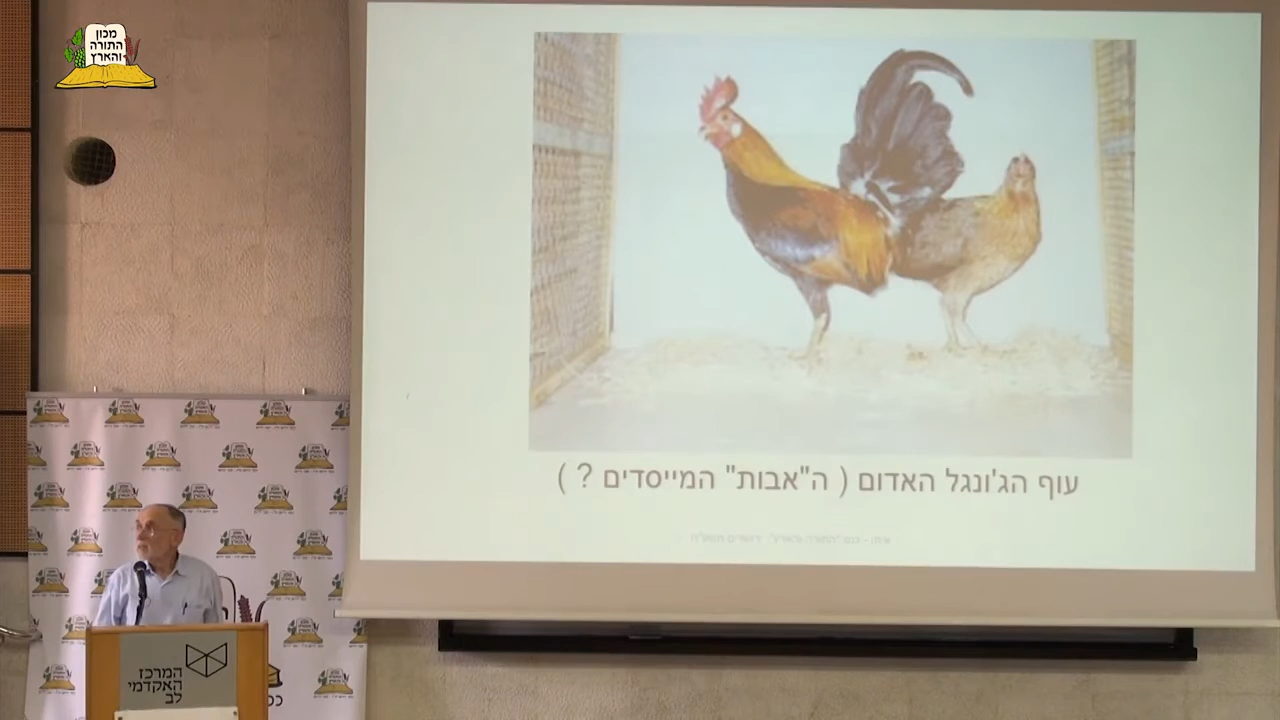 מכון
התורה
והארץ
עוף הג'ונגל האדום ( ה"אבות" המייסדים ? )
המרכז
האקדמי
לב